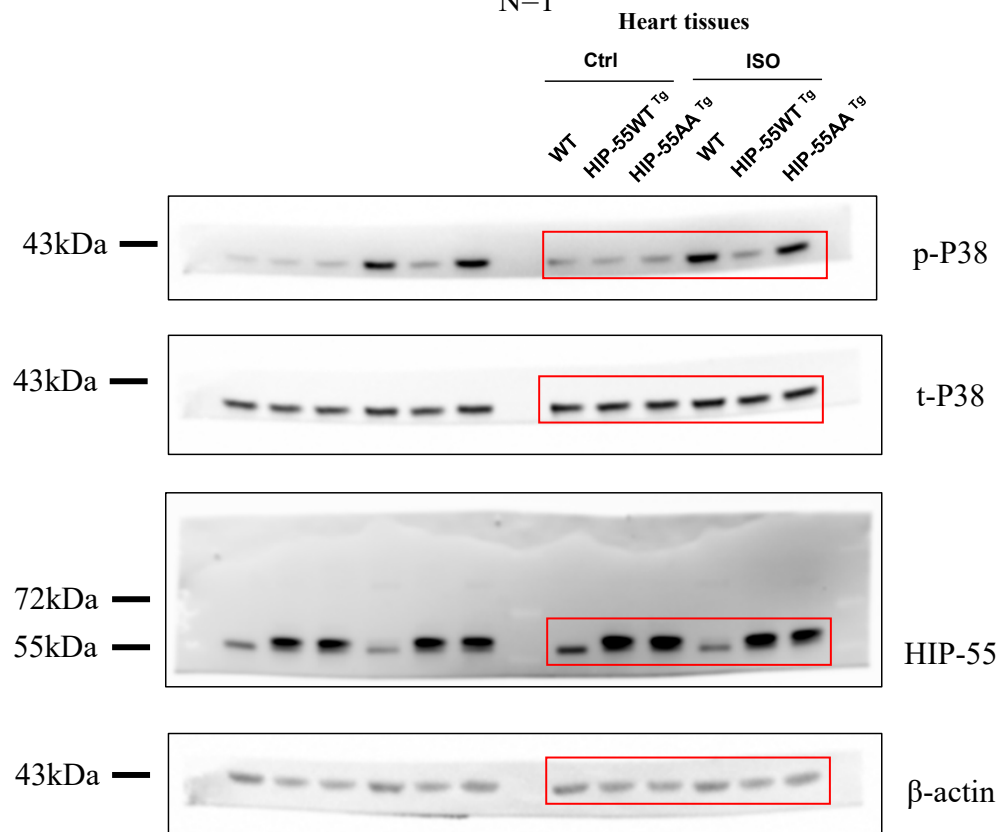 N=1
Heart tissues
Ctrl ISO
WT HIP-55WT Tg HIP-55AA Tg WT HIP-55WT Tg HIP-55AA Tg
43kDa p-P38
43kDa t-P38
72kDa
55kDa HIP-55
43kDa β-actin